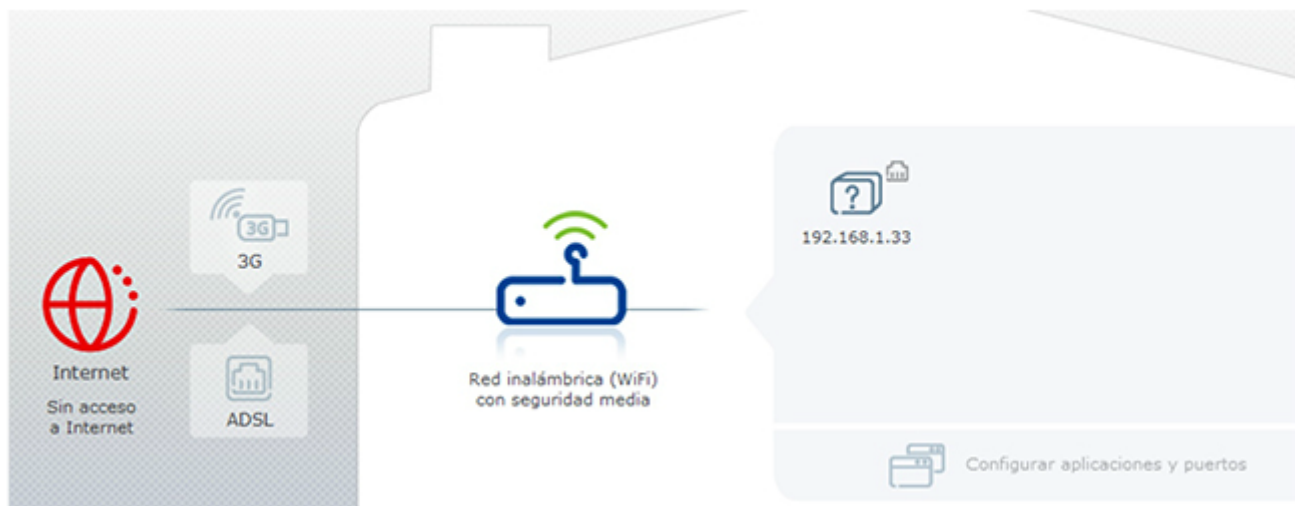 3G
3G
Internet
Sin acceso
a Internet
ADSL
Red inalámbrica (WiFi)
con seguridad media
?
192.168.1.33
Configurar aplicaciones y puertos